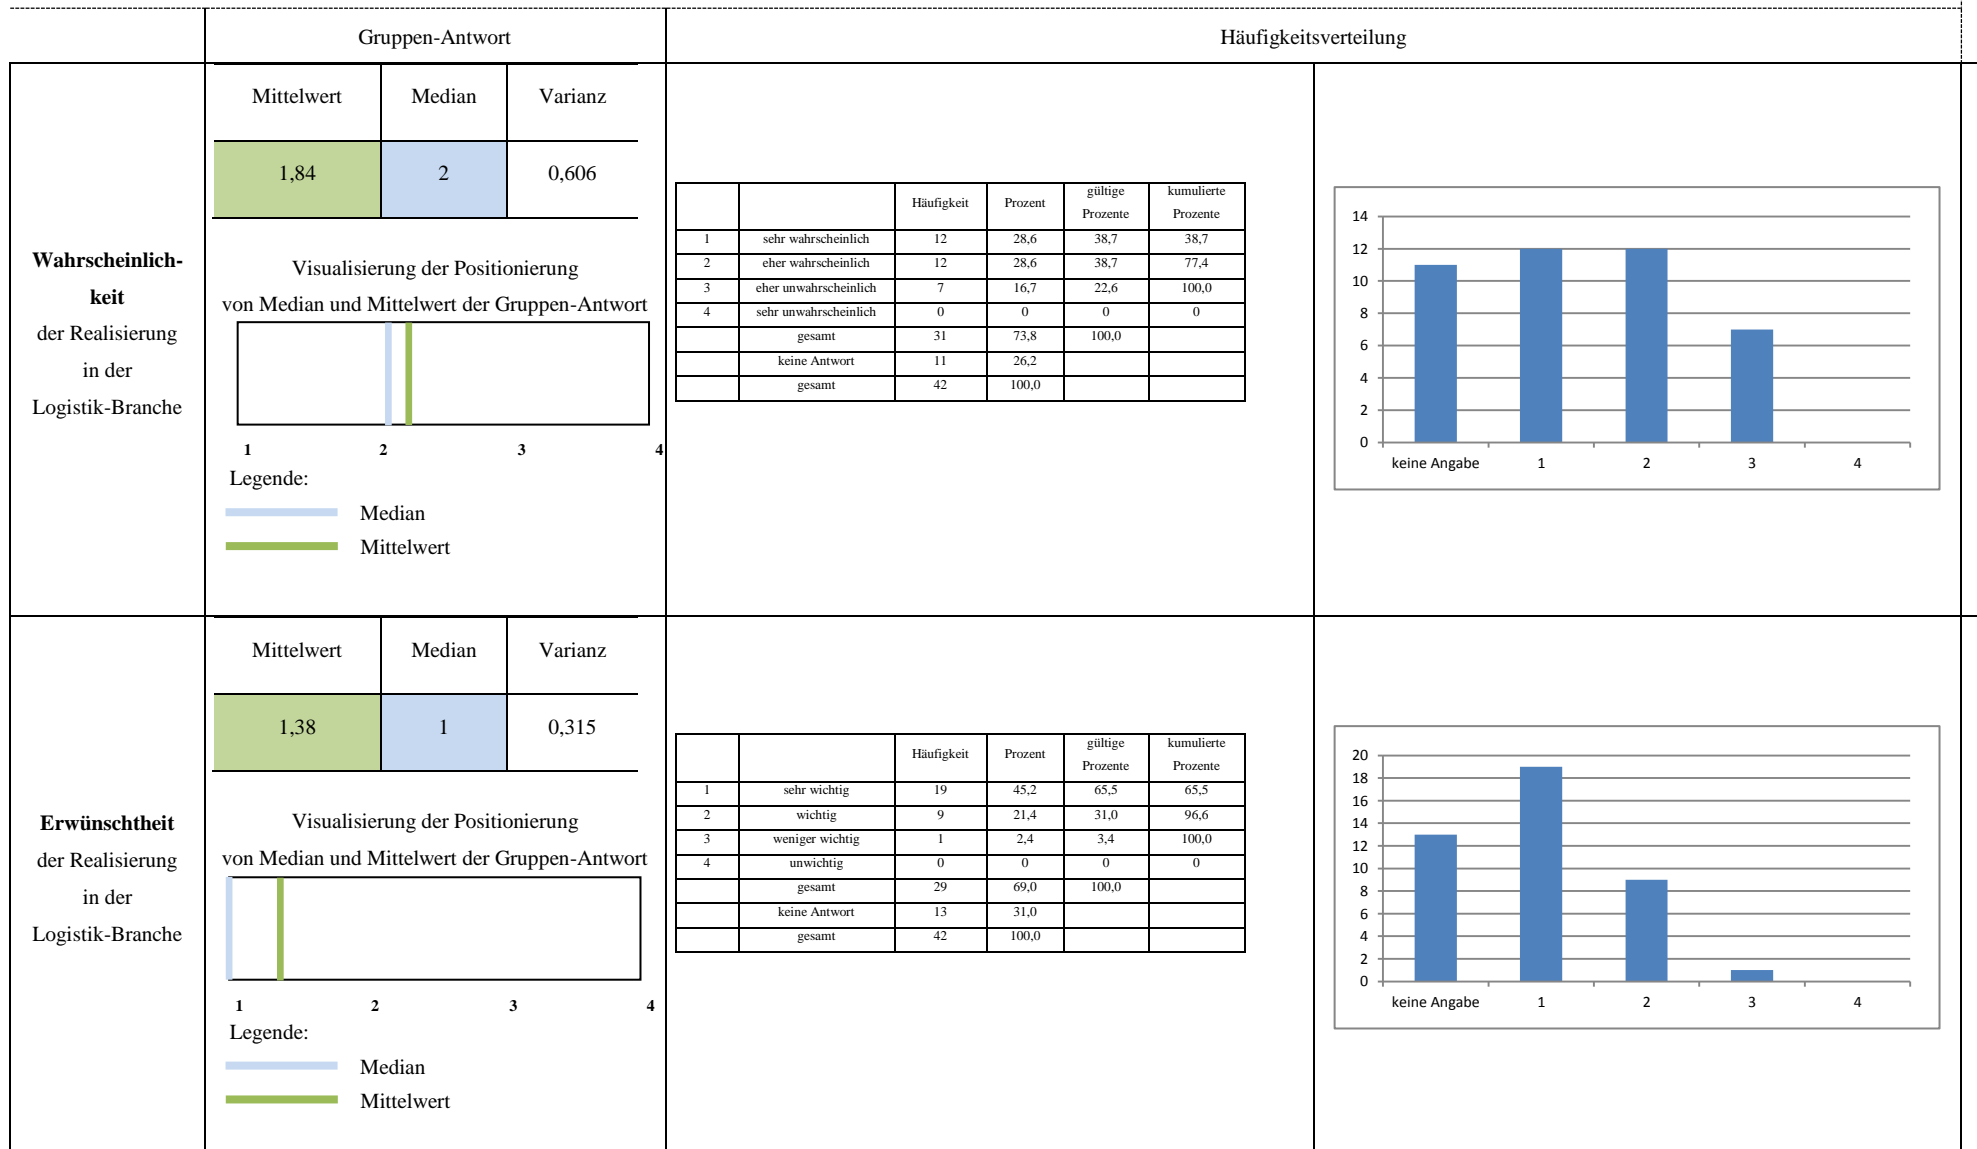 Gruppen-Antwort Häufigkeitsverteilung
Wahrscheinlich-
keit
der Realisierung
in der
Logistik-Branche
Mittelwert Median Varianz
1,84 2 0,606
Visualisierung der Positionierung
von Median und Mittelwert der Gruppen-Antwort
1 2 3 4
Legende:
Median
Mittelwert
Häufigkeit Prozent gültige Prozente kumulierte Prozente
1 sehr wahrscheinlich 12 28,6 38,7 38,7
2 eher wahrscheinlich 12 28,6 38,7 77,4
3 eher unwahrscheinlich 7 16,7 22,6 100,0
4 sehr unwahrscheinlich 0 0 0 0
gesamt 31 73,8 100,0
keine Antwort 11 26,2
gesamt 42 100,0
14
12
10
8
6
4
2
0
keine Angabe 1 2 3 4
Erwünschtheit
der Realisierung
in der
Logistik-Branche
Mittelwert Median Varianz
1,38 1 0,315
Visualisierung der Positionierung
von Median und Mittelwert der Gruppen-Antwort
1 2 3 4
Legende:
Median
Mittelwert
Häufigkeit Prozent gültige Prozente kumulierte Prozente
1 sehr wichtig 19 45,2 65,5 65,5
2 wichtig 9 21,4 31,0 96,6
3 weniger wichtig 1 2,4 3,4 100,0
4 unwichtig 0 0 0 0
gesamt 29 69,0 100,0
keine Antwort 13 31,0
gesamt 42 100,0
20
18
16
14
13
10
8
6
4
2
0
keine Angabe 1 2 3 4